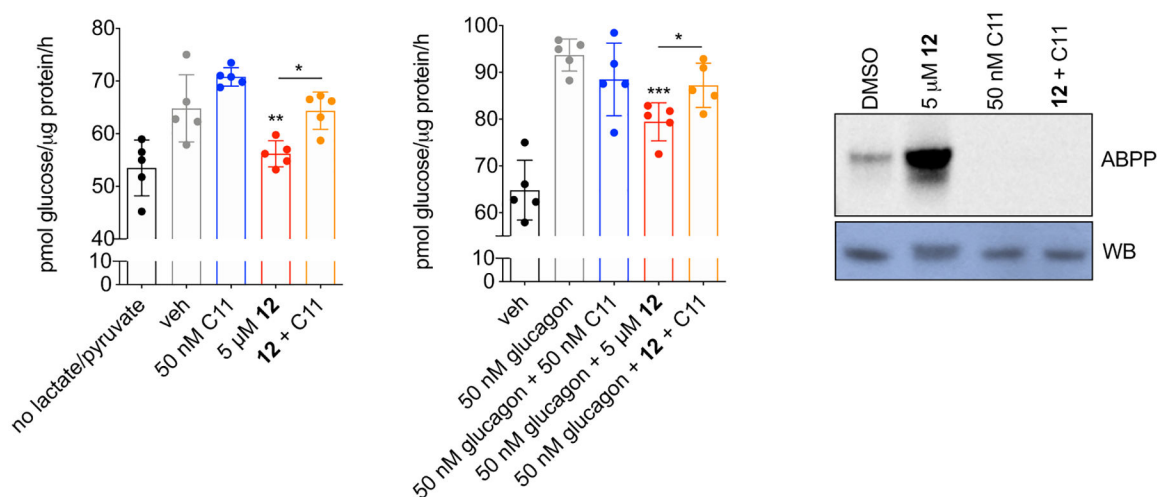 pmol glucose/µg protein/h
80
70
60
50
40
10
0
**
*
no lactate/pyruvate
veh
50 nM C11
5 µM 12
12 + C11
pmol glucose/µg protein/h
100
90
80
70
60
10
0
***
*
veh
50 nM glucagon
50 nM glucagon + 50 nM C11
50 nM glucagon + 5 µM 12
50 nM glucagon + 12 + C11
DMSO
5 µM 12
50 nM C11
12 + C11
ABPP
WB